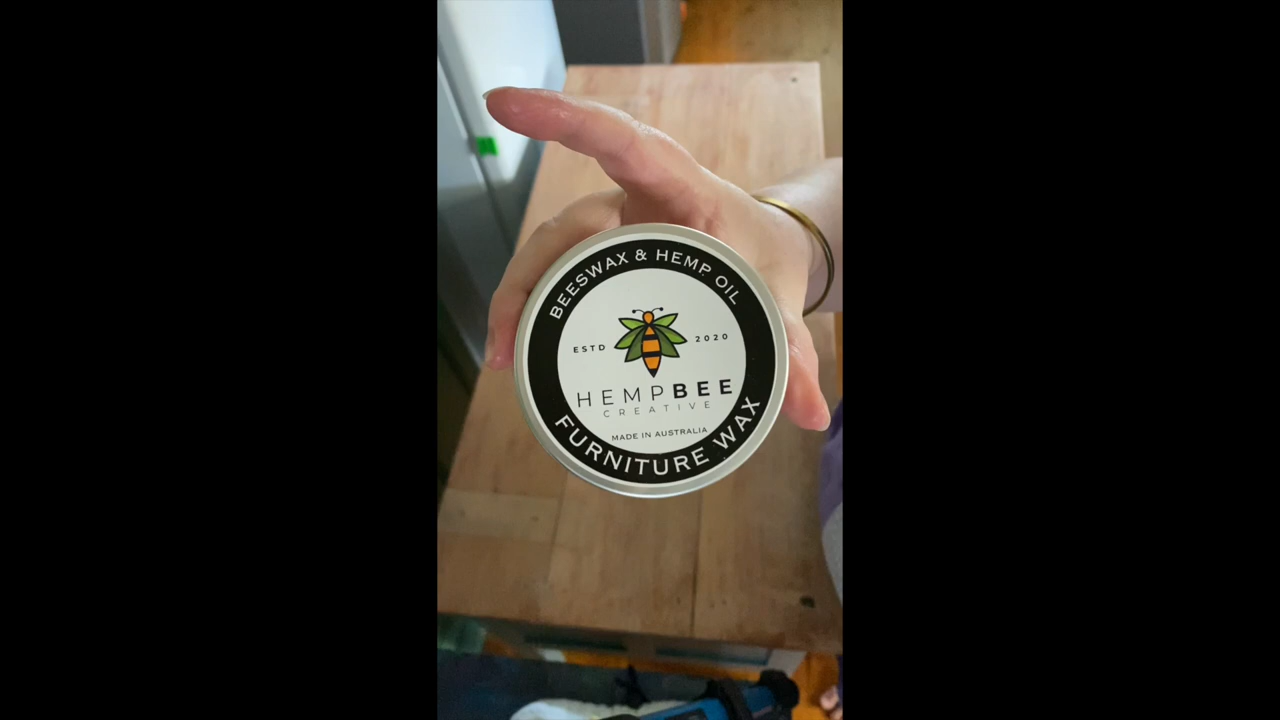 BEESWAX & HEMP OIL
ESTD 2020
HEMPBEE
CREATIVE
MADE IN AUSTRALIA
FURNITURE WAX